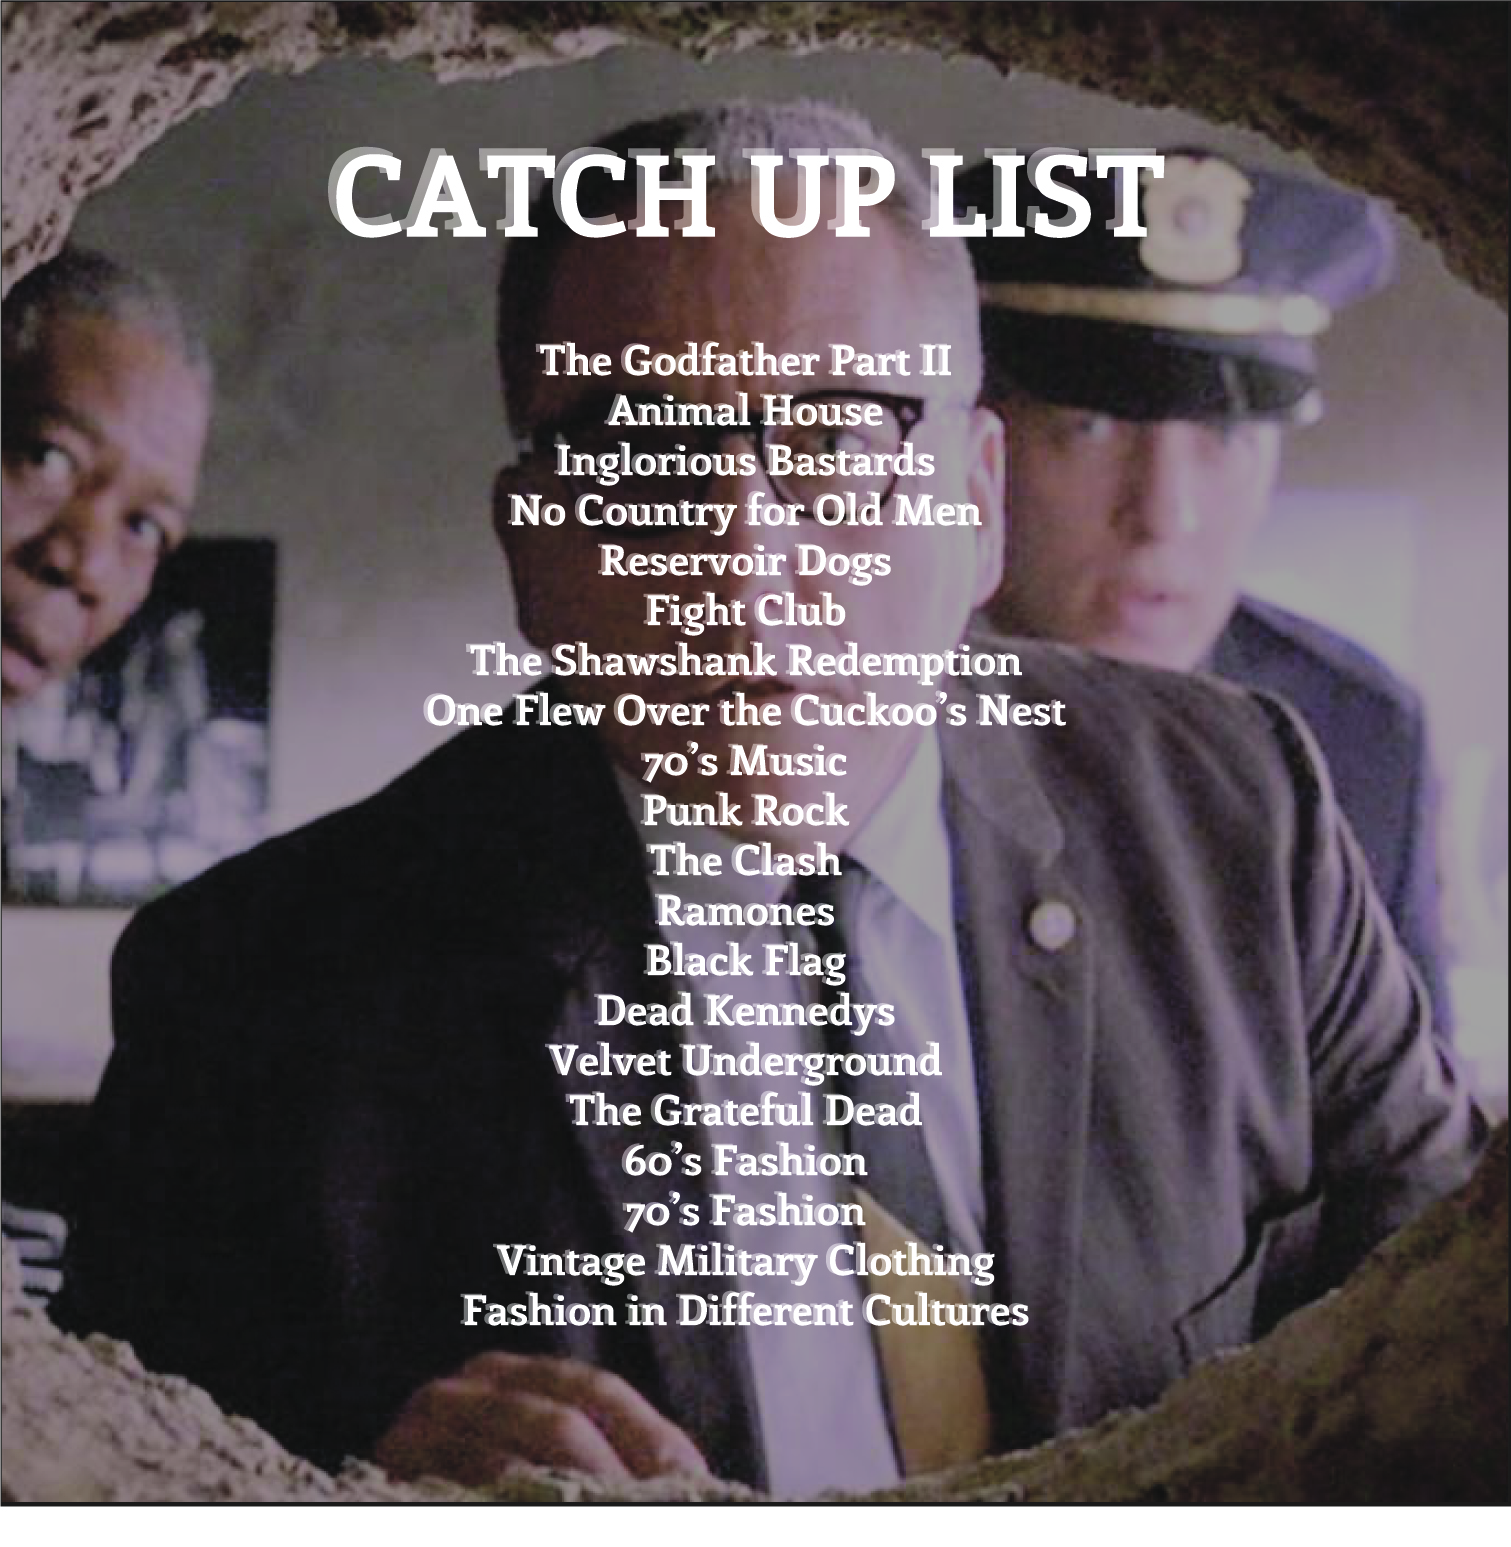 CATCH UP LIST
The Godfather Part II
Animal House
Inglorious Bastards
No Country for Old Men
Reservoir Dogs
Fight Club
The Shawshank Redemption
One Flew Over the Cuckoo’s Nest
70’s Music
Punk Rock
The Clash
Ramones
Black Flag
Dead Kennedys
Velvet Underground
The Grateful Dead
60’s Fashion
70’s Fashion
Vintage Military Clothing
Fashion in Different Cultures